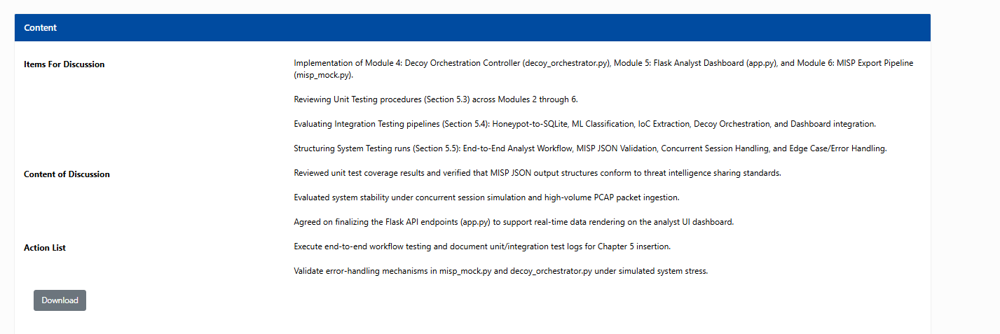 Content
Items For Discussion
Implementation of Module 4: Decoy Orchestration Controller (decoy_orchestrator.py), Module 5: Flask Analyst Dashboard (app.py), and Module 6: MISP Export Pipeline
(misp_mock.py).
Reviewing Unit Testing procedures (Section 5.3) across Modules 2 through 6.
Evaluating Integration Testing pipelines (Section 5.4): Honeypot-to-SQLite, ML Classification, IoC Extraction, Decoy Orchestration, and Dashboard integration.
Structuring System Testing runs (Section 5.5): End-to-End Analyst Workflow, MISP JSON Validation, Concurrent Session Handling, and Edge Case/Error Handling.
Content of Discussion
Reviewed unit test coverage results and verified that MISP JSON output structures conform to threat intelligence sharing standards.
Evaluated system stability under concurrent session simulation and high-volume PCAP packet ingestion.
Agreed on finalizing the Flask API endpoints (app.py) to support real-time data rendering on the analyst UI dashboard.
Action List
Execute end-to-end workflow testing and document unit/integration test logs for Chapter 5 insertion.
Validate error-handling mechanisms in misp_mock.py and decoy_orchestrator.py under simulated system stress.
Download